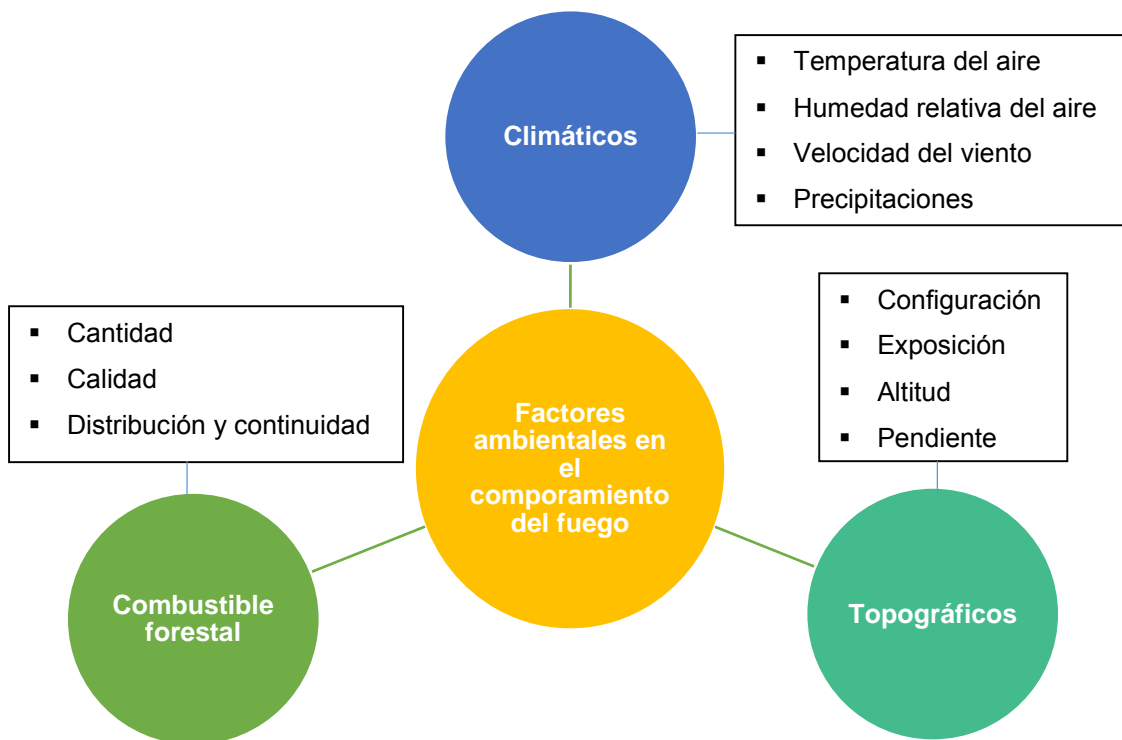 Climáticos
▪ Temperatura del aire
▪ Humedad relativa del aire
▪ Velocidad del viento
▪ Precipitaciones
▪ Cantidad
▪ Calidad
▪ Distribución y continuidad
▪ Configuración
▪ Exposición
▪ Altitud
▪ Pendiente
Factores
ambientales en
el
comporamiento
del fuego
Combustible
forestal
Topográficos